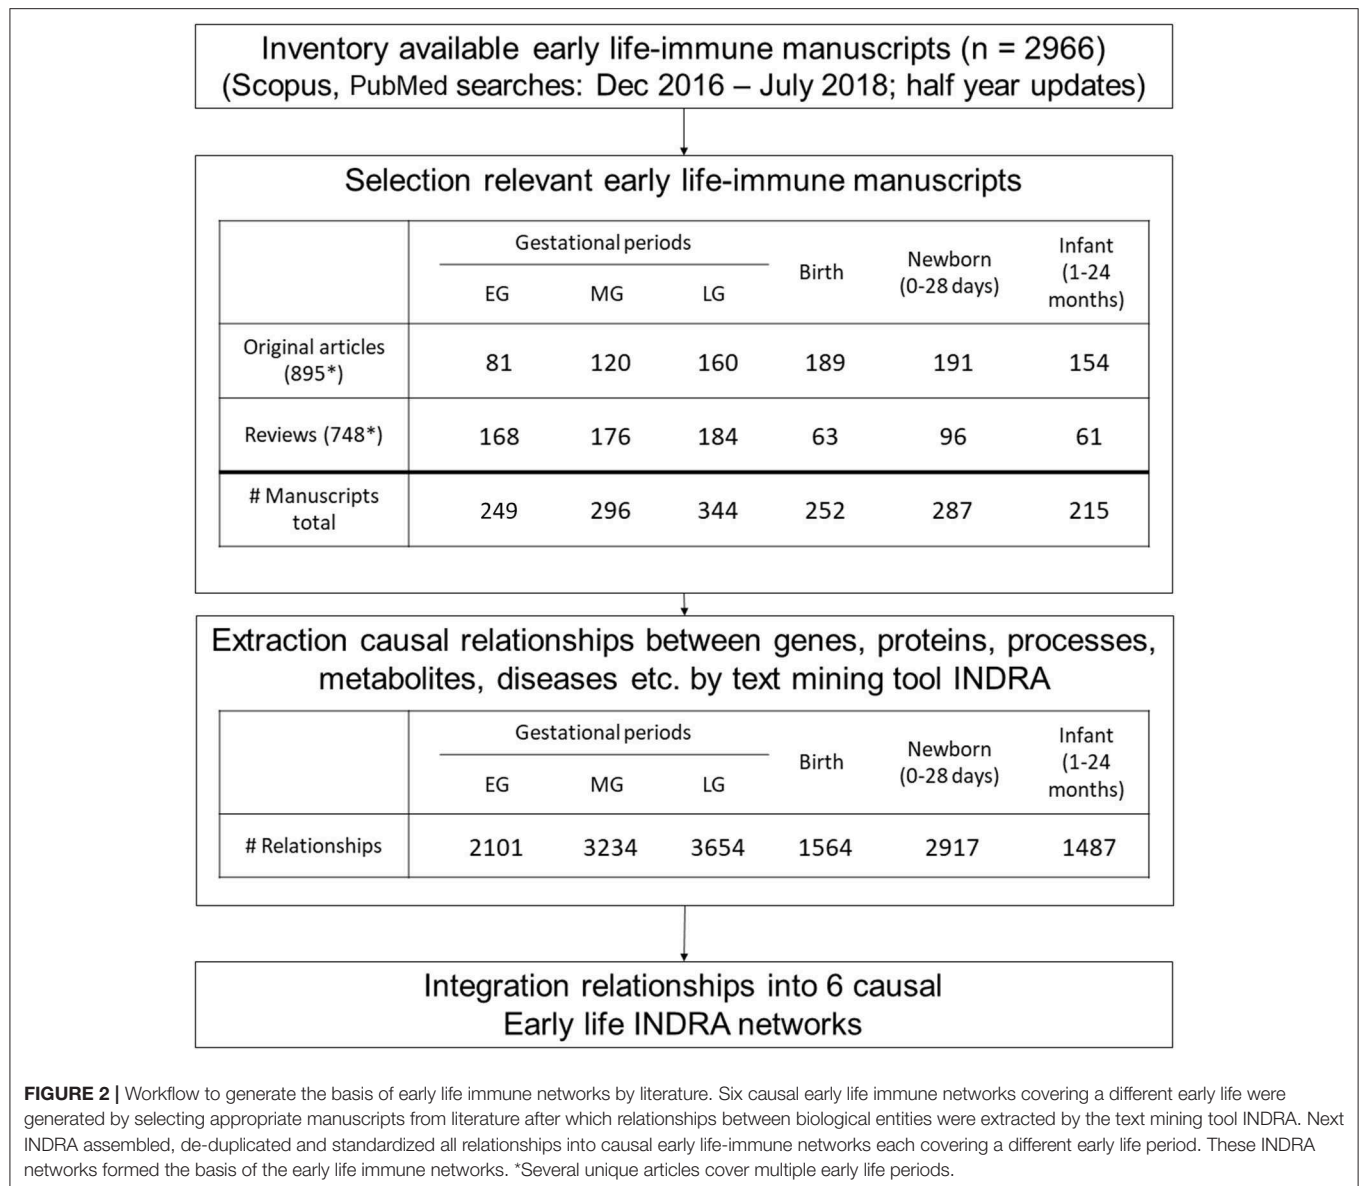 Inventory available early life-immune manuscripts (n = 2966)
(Scopus, PubMed searches: Dec 2016 – July 2018; half year updates)
Selection relevant early life-immune manuscripts
Gestational periods
EG MG LG
Birth
Newborn
(0-28 days)
Infant
(1-24
months)
Original articles
(895*)
81 120 160 189 191 154
Reviews (748*) 168 176 184 63 96 61
# Manuscripts
total
249 296 344 252 287 215
Extraction causal relationships between genes, proteins, processes,
metabolites, diseases etc. by text mining tool INDRA
Gestational periods
EG MG LG
Birth
Newborn
(0-28 days)
Infant
(1-24
months)
# Relationships 2101 3234 3654 1564 2917 1487
Integration relationships into 6 causal
Early life INDRA networks
FIGURE 2 | Workflow to generate the basis of early life immune networks by literature. Six causal early life immune networks covering a different early life were
generated by selecting appropriate manuscripts from literature after which relationships between biological entities were extracted by the text mining tool INDRA. Next
INDRA assembled, de-duplicated and standardized all relationships into causal early life-immune networks each covering a different early life period. These INDRA
networks formed the basis of the early life immune networks. *Several unique articles cover multiple early life periods.